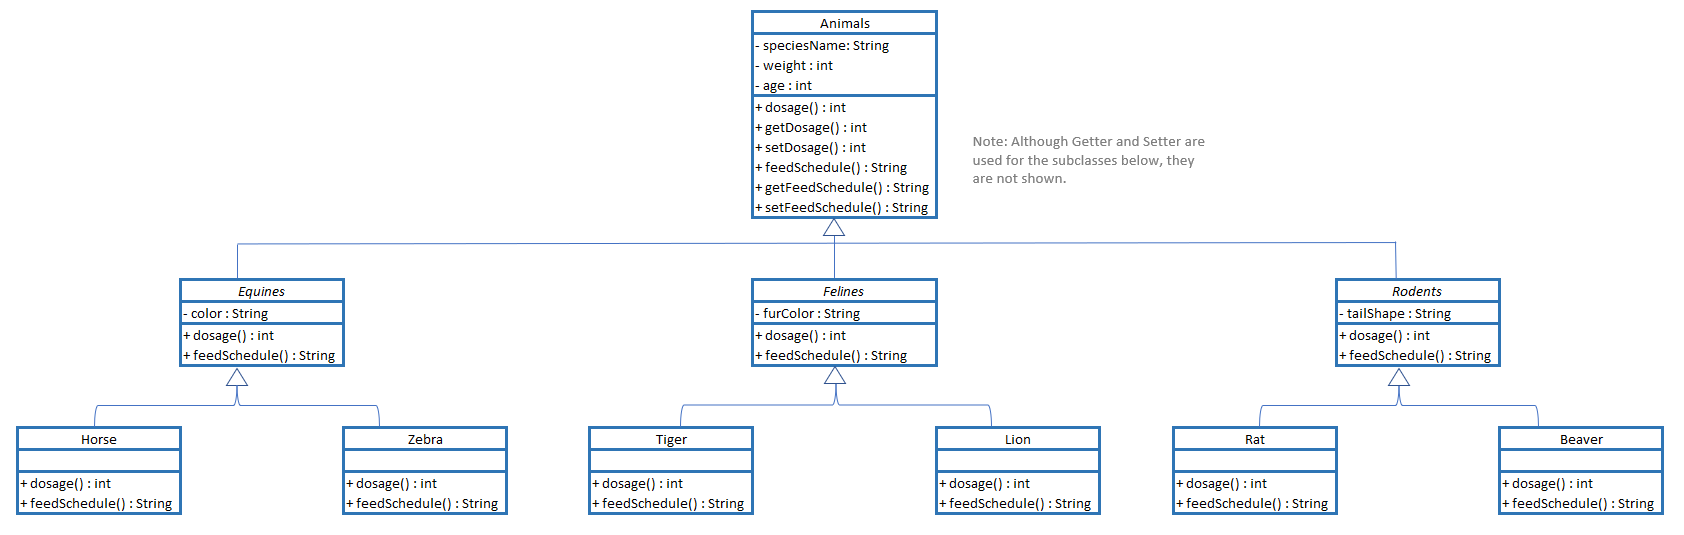 Animals
- speciesName: String
- weight : int
- age : int
+ dosage() : int
+ getDosage() : int
+ setDosage() : int
+ feedSchedule() : String
+ getFeedSchedule() : String
+ setFeedSchedule() : String
Note: Although Getter and Setter are
used for the subclasses below, they
are not shown.
Equines
- color : String
+ dosage() : int
+ feedSchedule() : String
Felines
- furColor : String
+ dosage() : int
+ feedSchedule() : String
Rodents
- tailShape : String
+ dosage() : int
+ feedSchedule() : String
Horse
+ dosage() : int
+ feedSchedule() : String
Zebra
+ dosage() : int
+ feedSchedule() : String
Tiger
+ dosage() : int
+ feedSchedule() : String
Lion
+ dosage() : int
+ feedSchedule() : String
Rat
+ dosage() : int
+ feedSchedule() : String
Beaver
+ dosage() : int
+ feedSchedule() : String